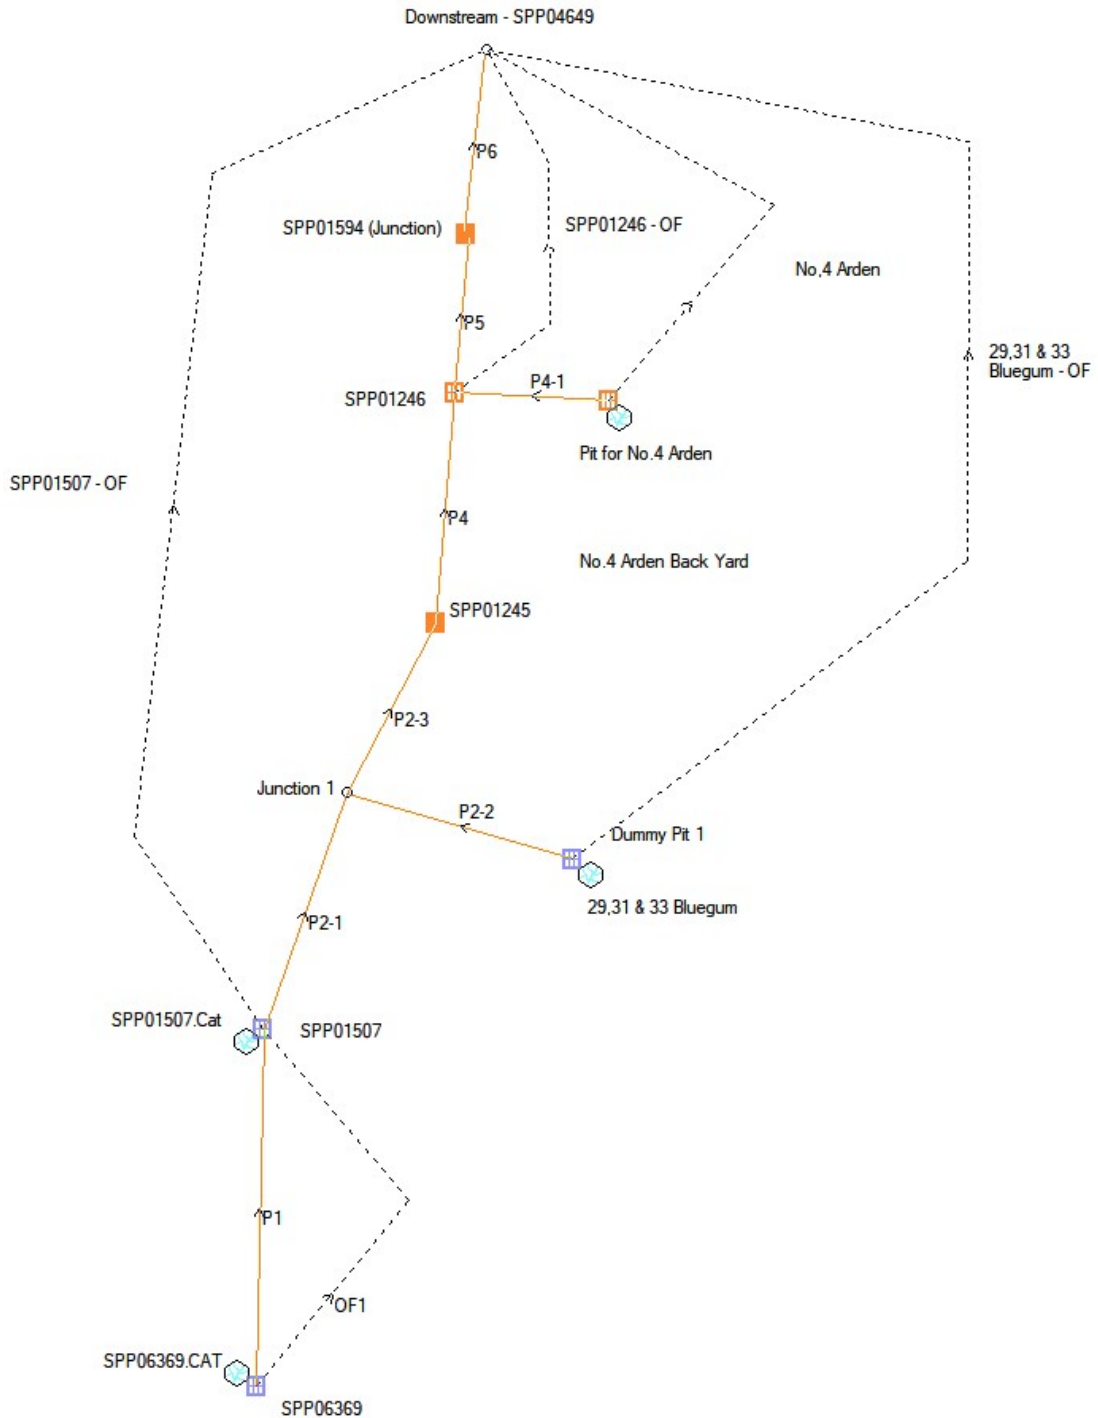 Downstream - SPP04649
P6
SPP01594 (Junction)
SPP01246 - OF
No,4 Arden
P5
29,31 & 33
Bluegum - OF
P4-1
SPP01246
Pit for No.4 Arden
SPP01507 - OF
P4
No.4 Arden Back Yard
SPP01245
P2-3
Junction 1
P2-2
Dummy Pit 1
29,31 & 33 Bluegum
P2-1
SPP01507.Cat
SPP01507
P1
OF1
SPP06369.CAT
SPP06369